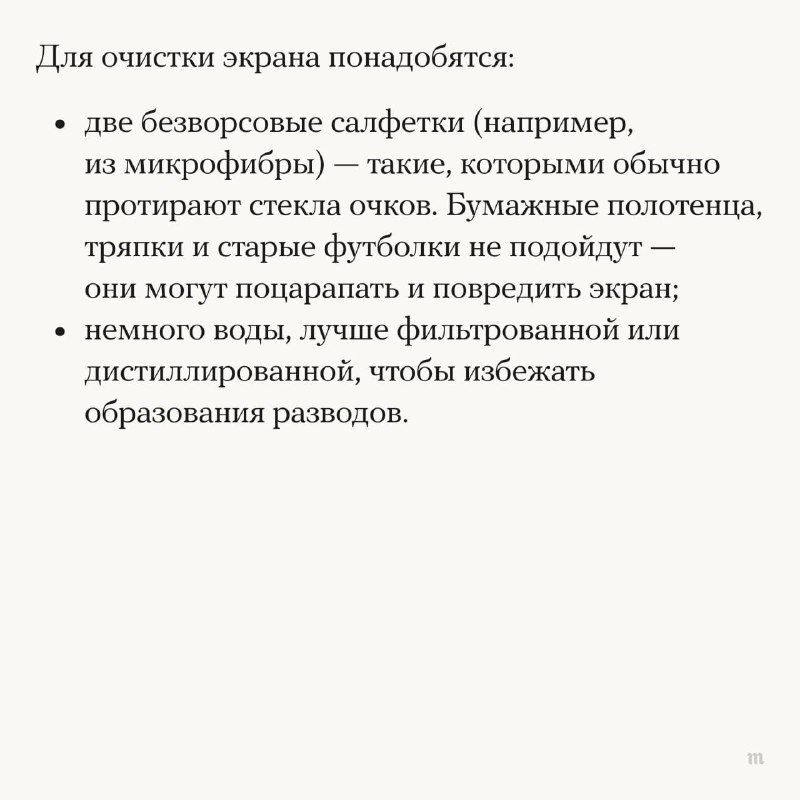 Для очистки экрана понадобятся:
• две безворсовые салфетки (например,
из микрофибры) — такие, которыми обычно
протирают стекла очков. Бумажные полотенца,
тряпки и старые футболки не подойдут —
они могут поцарапать и повредить экран;
• немного воды, лучше фильтрованной или
дистиллированной, чтобы избежать
образования разводов.
m